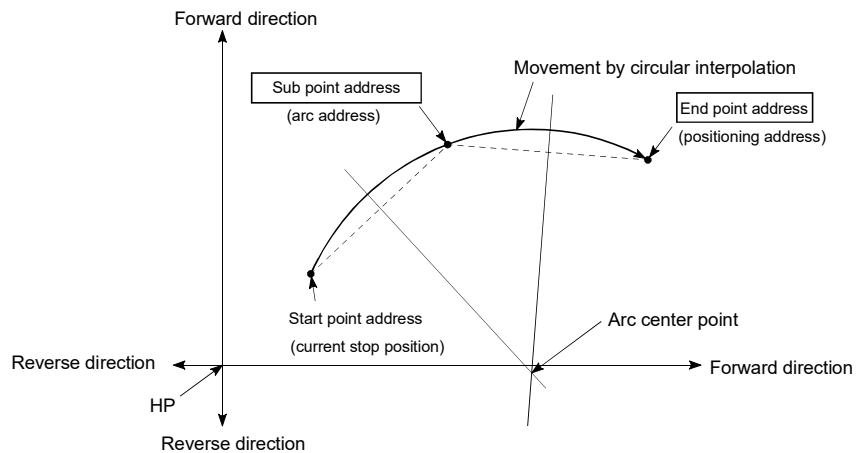 Forward direction
Movement by circular interpolation
Sub point address
(arc address)
End point address
(positioning address)
Start point address
(current stop position)
Arc center point
Reverse direction
Forward direction
HP
Reverse direction